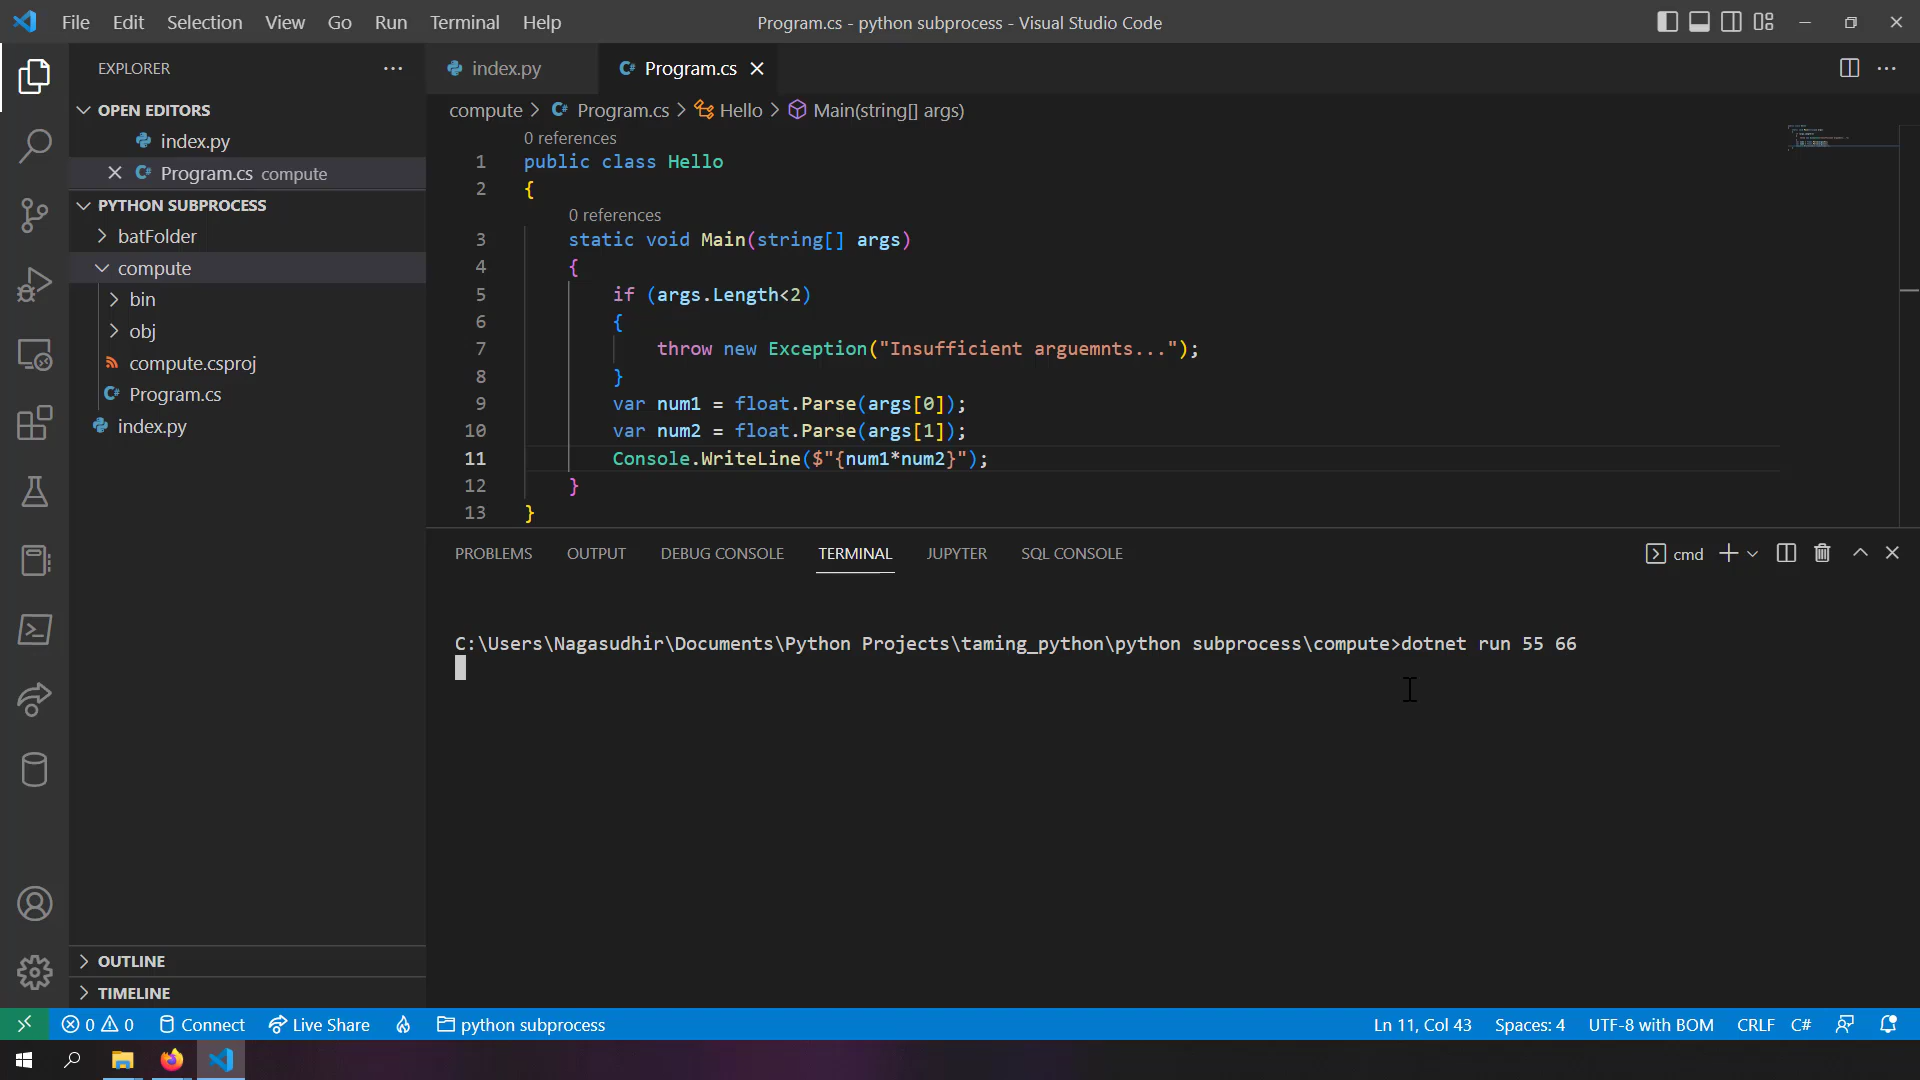 File Edit Selection View Go Run Terminal Help
Program.cs - python subprocess - Visual Studio Code
EXPLORER
OPEN EDITORS
index.py
Program.cs compute
PYTHON SUBPROCESS
batFolder
compute
bin
obj
compute.csproj
Program.cs
index.py
OUTLINE
TIMELINE
index.py
Program.cs
compute > Program.cs > Hello > Main(string[] args)
0 references
1 public class Hello
2 {
0 references
3 static void Main(string[] args)
4 {
5 if (args.Length<2)
6 {
7 throw new Exception("Insufficient arguemnts...");
8 }
9 var num1 = float.Parse(args[0]);
10 var num2 = float.Parse(args[1]);
11 Console.WriteLine($"{num1*num2}");
12 }
13 }
PROBLEMS OUTPUT DEBUG CONSOLE TERMINAL JUPYTER SQL CONSOLE
cmd
C:\Users\Nagasudhir\Documents\Python Projects\taming_python\python subprocess\compute>dotnet run 55 66
0 0 Connect Live Share python subprocess
Ln 11, Col 43 Spaces: 4 UTF-8 with BOM CRLF C#